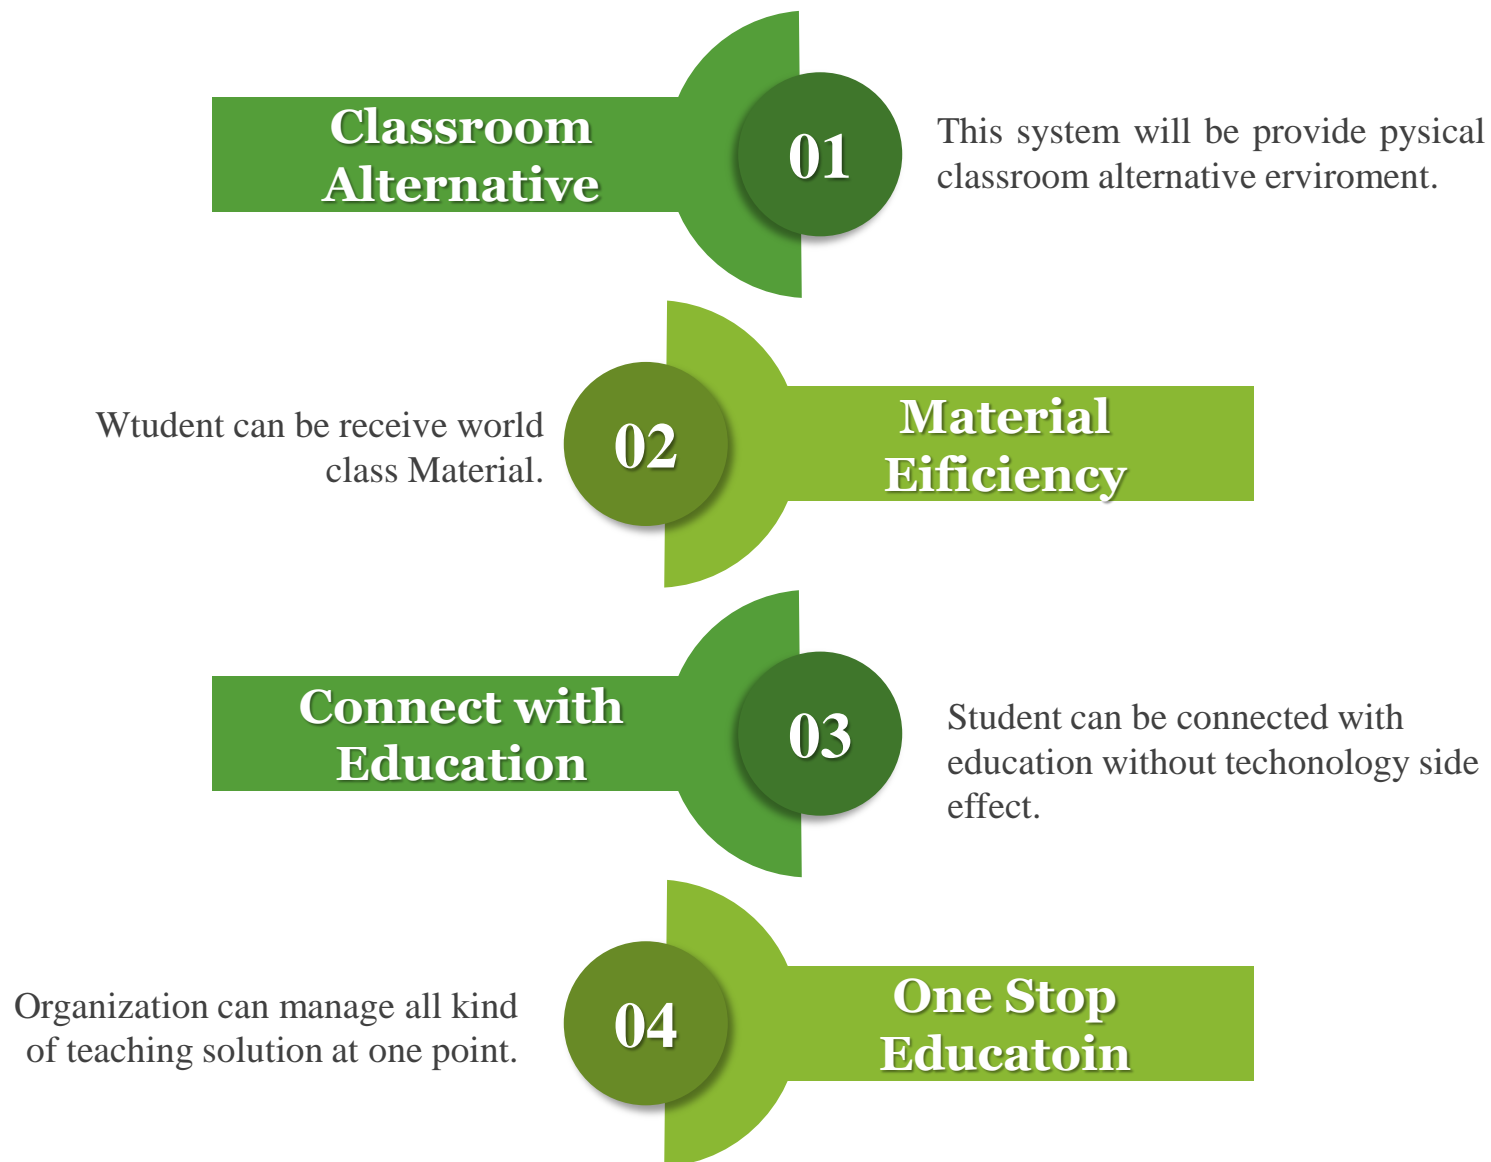 Classroom
Alternative
01
This system will be provide pysical
classroom alternative erviroment.
Wtudent can be receive world
class Material.
02
Material
Eificiency
Connect with
Education
03
Student can be connected with
education without techonology side
effect.
Organization can manage all kind
of teaching solution at one point.
04
One Stop
Educatoin